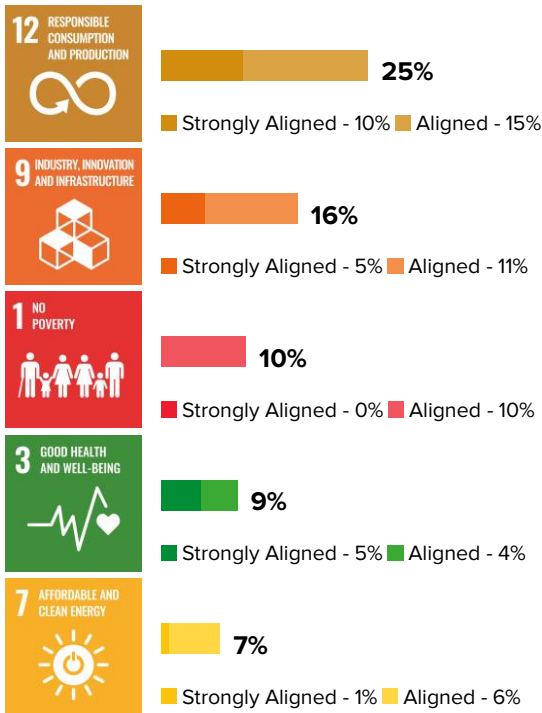 12 RESPONSIBLE
CONSUMPTION
AND PRODUCTION
25%
Strongly Aligned - 10% Aligned - 15%
9 INDUSTRY, INNOVATION
AND INFRASTRUCTURE
16%
Strongly Aligned - 5% Aligned - 11%
1 NO
POVERTY
10%
Strongly Aligned - 0% Aligned - 10%
3 GOOD HEALTH
AND WELL-BEING
9%
Strongly Aligned - 5% Aligned - 4%
7 AFFORDABLE AND
CLEAN ENERGY
7%
Strongly Aligned - 1% Aligned - 6%